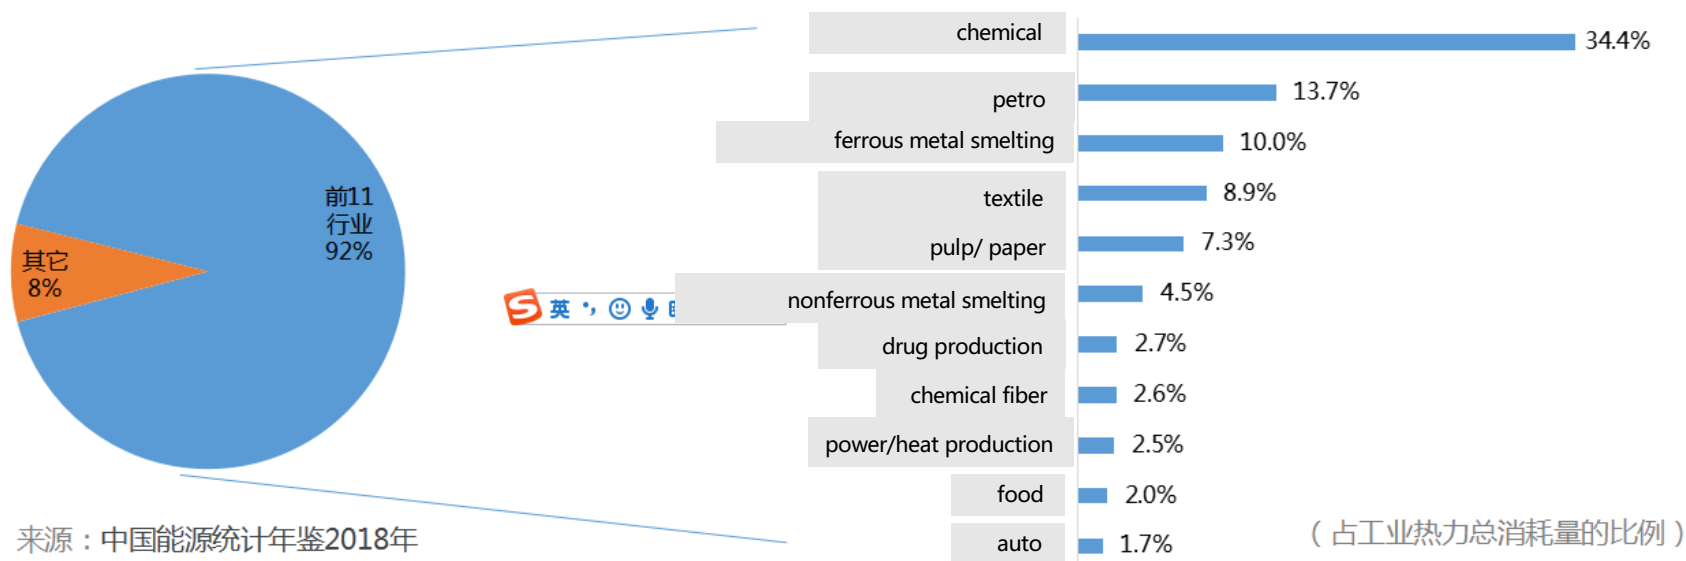 前11
行业
92%
其它
8%
英
chemical
34.4%
petro
13.7%
ferrous metal smelting
10.0%
textile
8.9%
pulp/ paper
7.3%
nonferrous metal smelting
4.5%
drug production
2.7%
chemical fiber
2.6%
power/heat production
2.5%
food
2.0%
auto
1.7%
来源：中国能源统计年鉴2018年
（占工业热力总消耗量的比例）